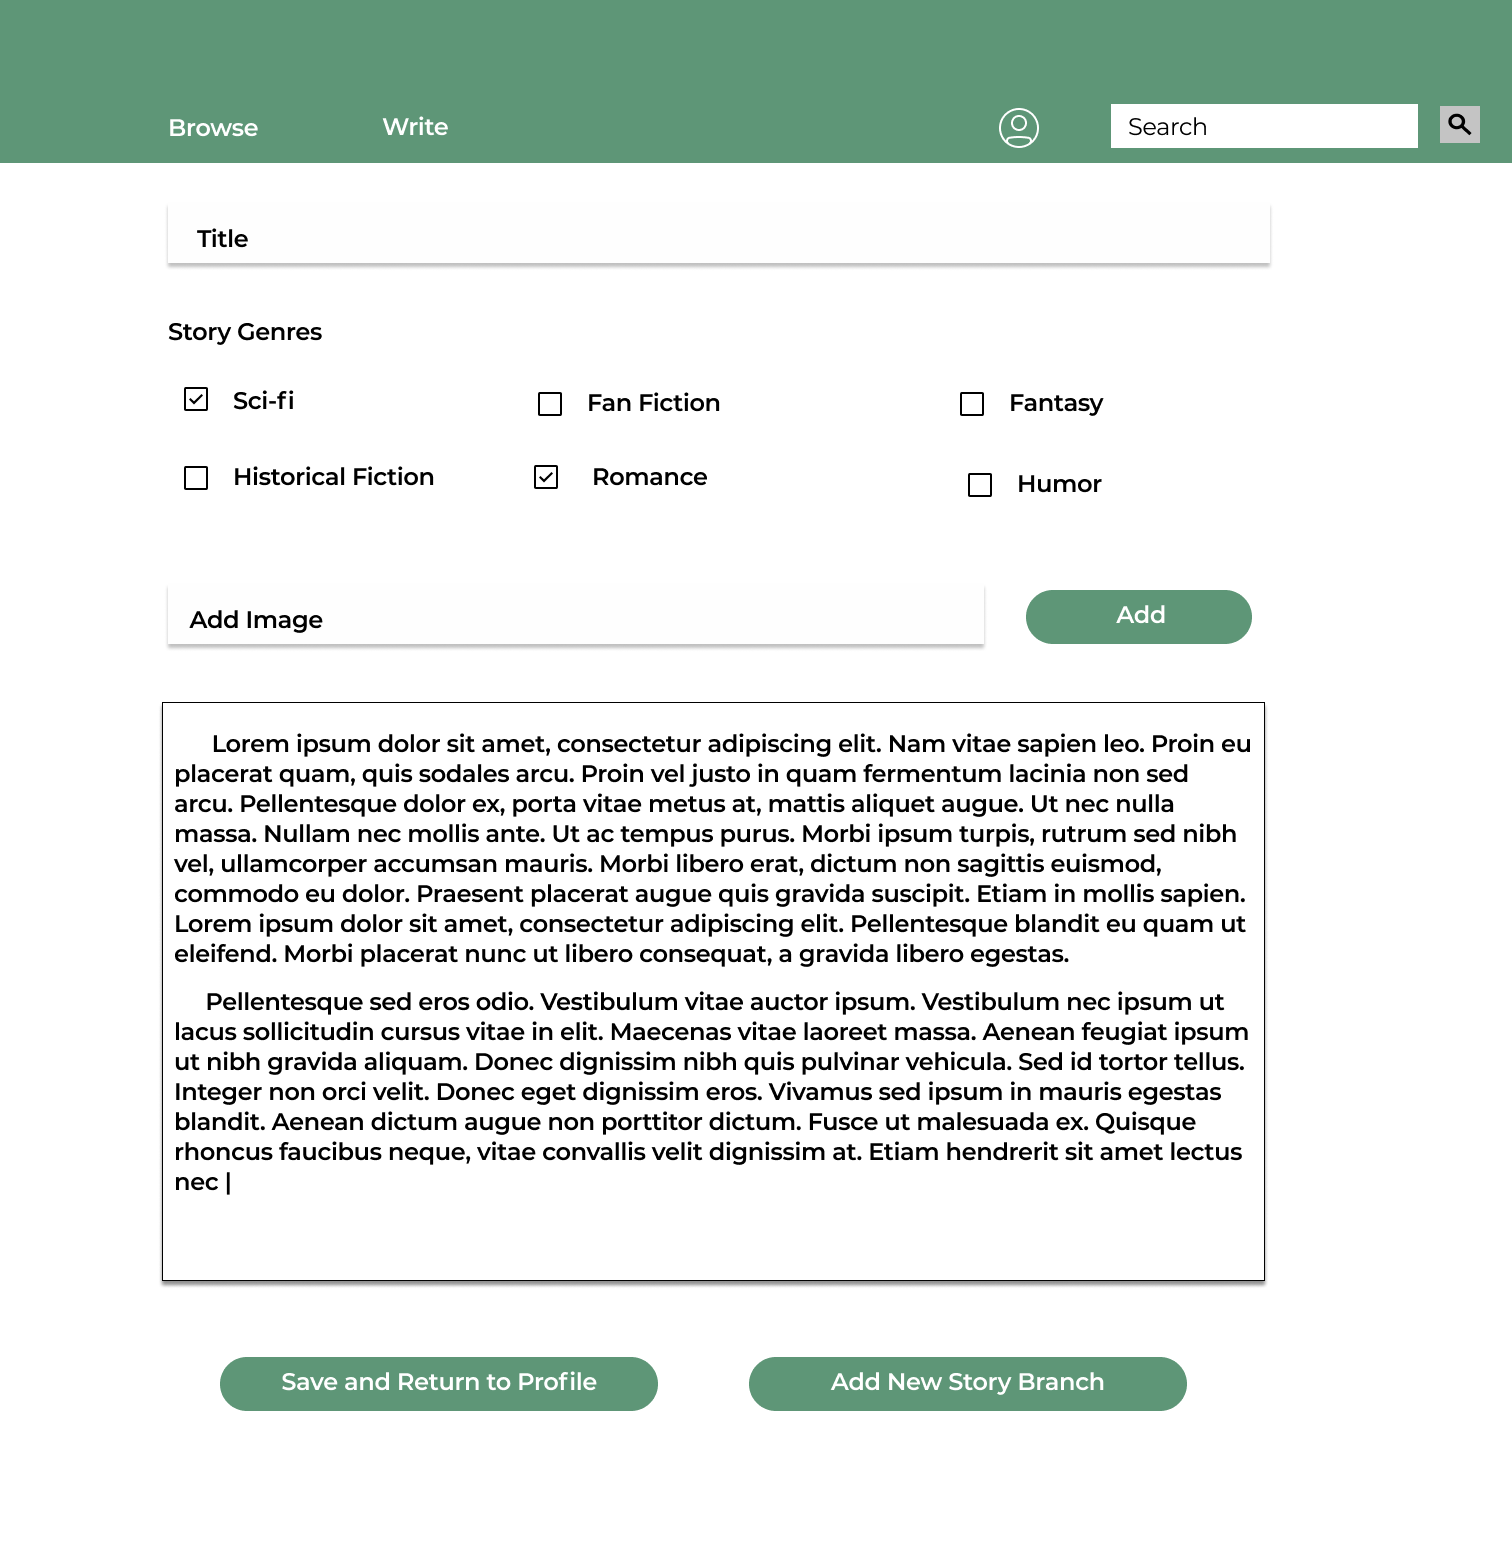 Browse
Write
Search
Title
Story Genres
Sci-fi
Fan Fiction
Fantasy
Historical Fiction
Romance
Humor
Add Image
Add
Lorem ipsum dolor sit amet, consectetur adipiscing elit. Nam vitae sapien leo. Proin eu
placerat quam, quis sodales arcu. Proin vel justo in quam fermentum lacinia non sed
arcu. Pellentesque dolor ex, porta vitae metus at, mattis aliquet augue. Ut nec nulla
massa. Nullam nec mollis ante. Ut ac tempus purus. Morbi ipsum turpis, rutrum sed nibh
vel, ullamcorper accumsan mauris. Morbi libero erat, dictum non sagittis euismod,
commodo eu dolor. Praesent placerat augue quis gravida suscipit. Etiam in mollis sapien.
Lorem ipsum dolor sit amet, consectetur adipiscing elit. Pellentesque blandit eu quam ut
eleifend. Morbi placerat nunc ut libero consequat, a gravida libero egestas.
Pellentesque sed eros odio. Vestibulum vitae auctor ipsum. Vestibulum nec ipsum ut
lacus sollicitudin cursus vitae in elit. Maecenas vitae laoreet massa. Aenean feugiat ipsum
ut nibh gravida aliquam. Donec dignissim nibh quis pulvinar vehicula. Sed id tortor tellus.
Integer non orci velit. Donec eget dignissim eros. Vivamus sed ipsum in mauris egestas
blandit. Aenean dictum augue non porttitor dictum. Fusce ut malesuada ex. Quisque
rhoncus faucibus neque, vitae convallis velit dignissim at. Etiam hendrerit sit amet lectus
nec |
Save and Return to Profile
Add New Story Branch